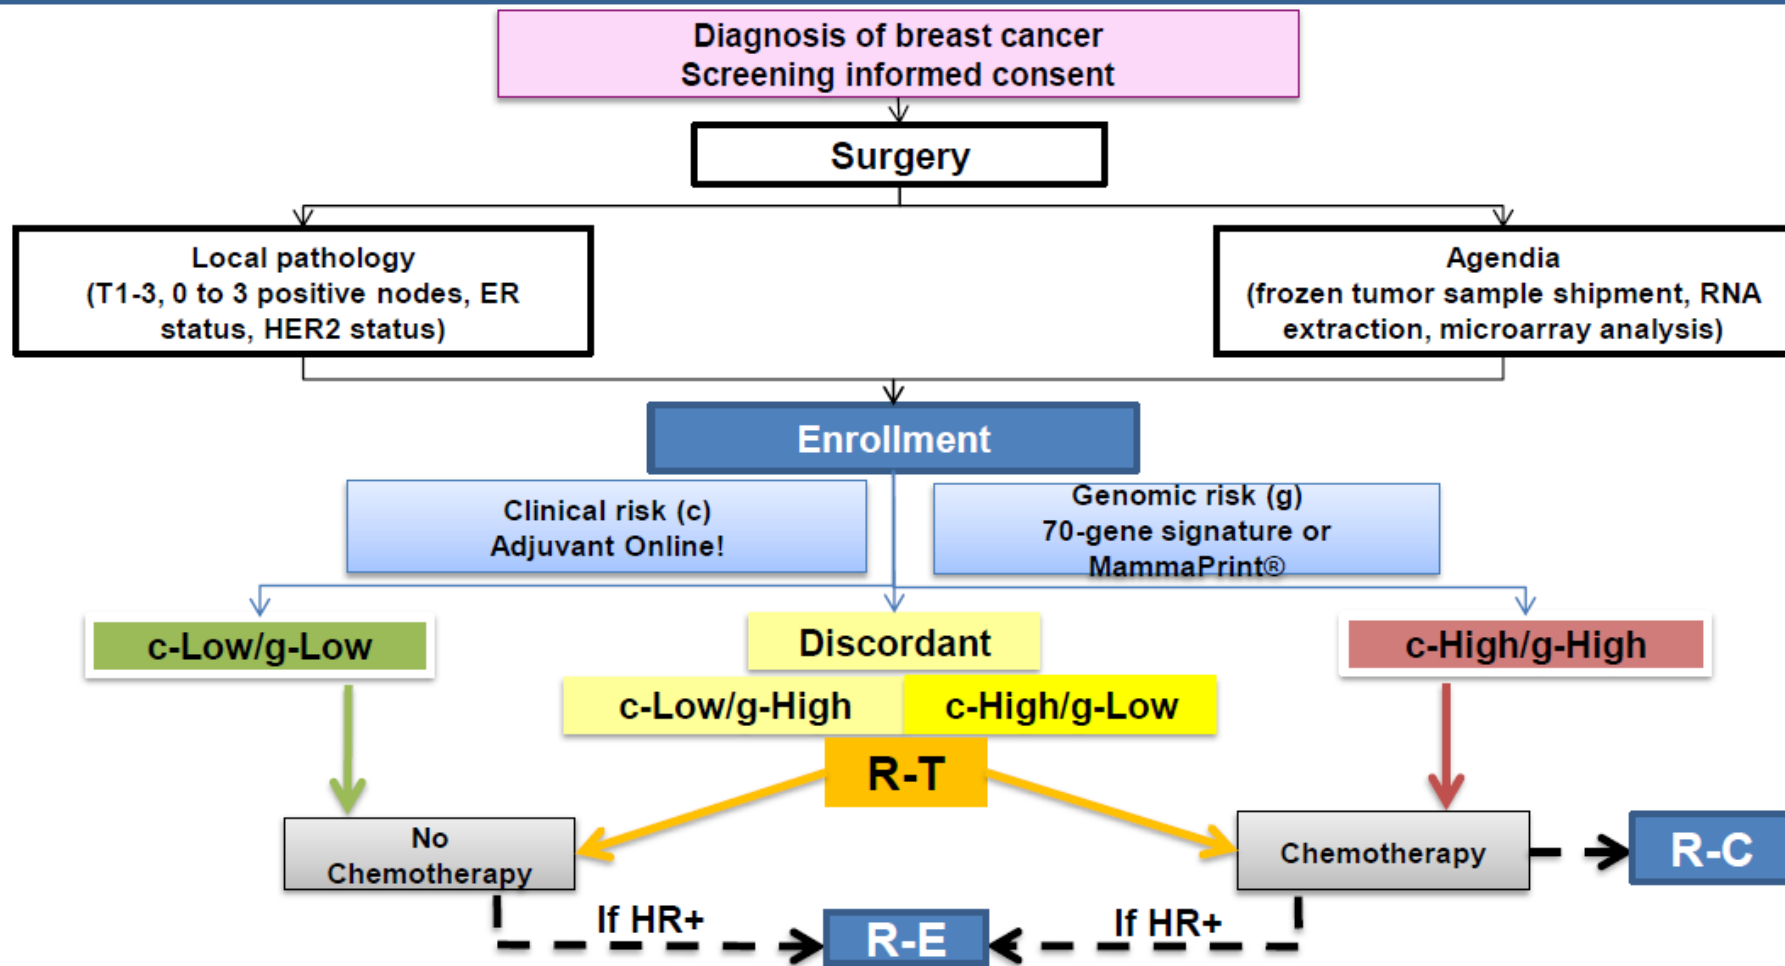 Diagnosis of breast cancer
Screening informed consent
Surgery
Local pathology
(T1-3, 0 to 3 positive nodes, ER
status, HER2 status)
Agendia
(frozen tumor sample shipment, RNA
extraction, microarray analysis)
Enrollment
Clinical risk (c)
Adjuvant Online!
Genomic risk (g)
70-gene signature or
MammaPrint®
c-Low/g-Low
Discordant
c-High/g-High
c-Low/g-High
c-High/g-Low
R-T
No
Chemotherapy
Chemotherapy
R-C
If HR+
R-E
If HR+